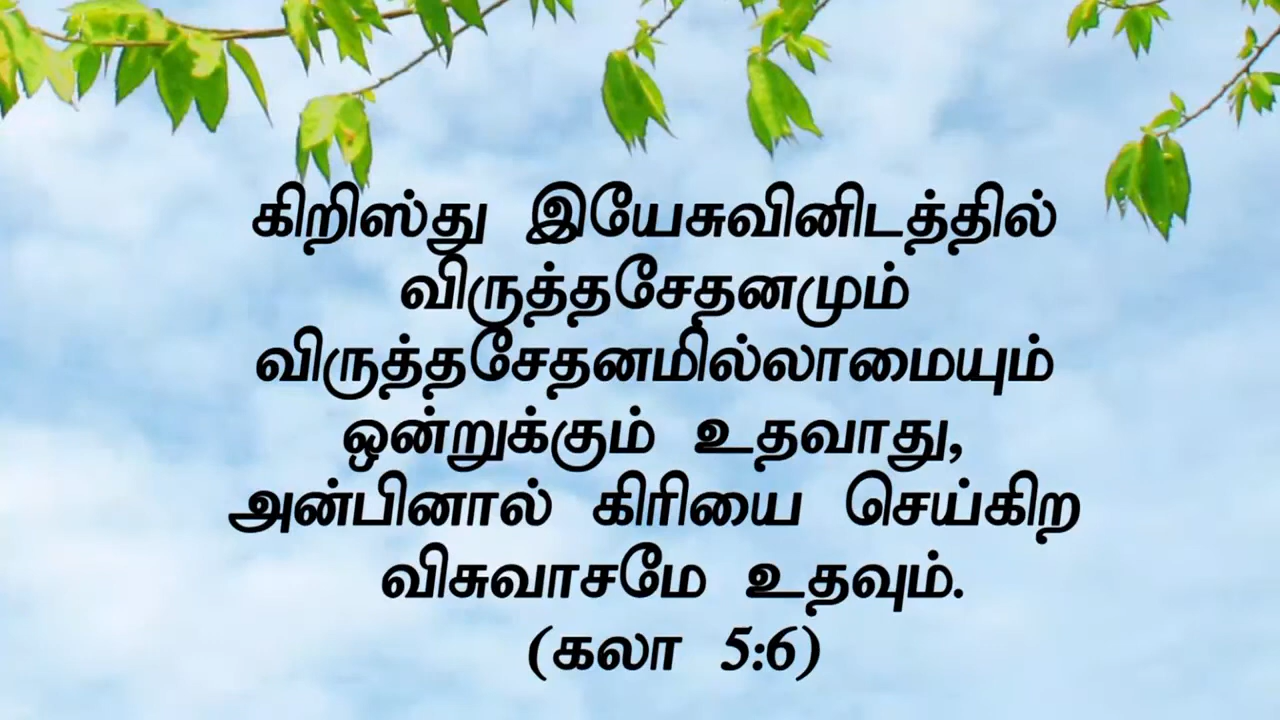 கிறிஸ்து இயேசுவினிடத்தில்
விருத்தசேதனமும்
விருத்தசேதனமில்லாமையும்
ஒன்றுக்கும் உதவாது,
அன்பினால் கிரியை செய்கிற
விசுவாசமே உதவும்.
(கலா 5:6)